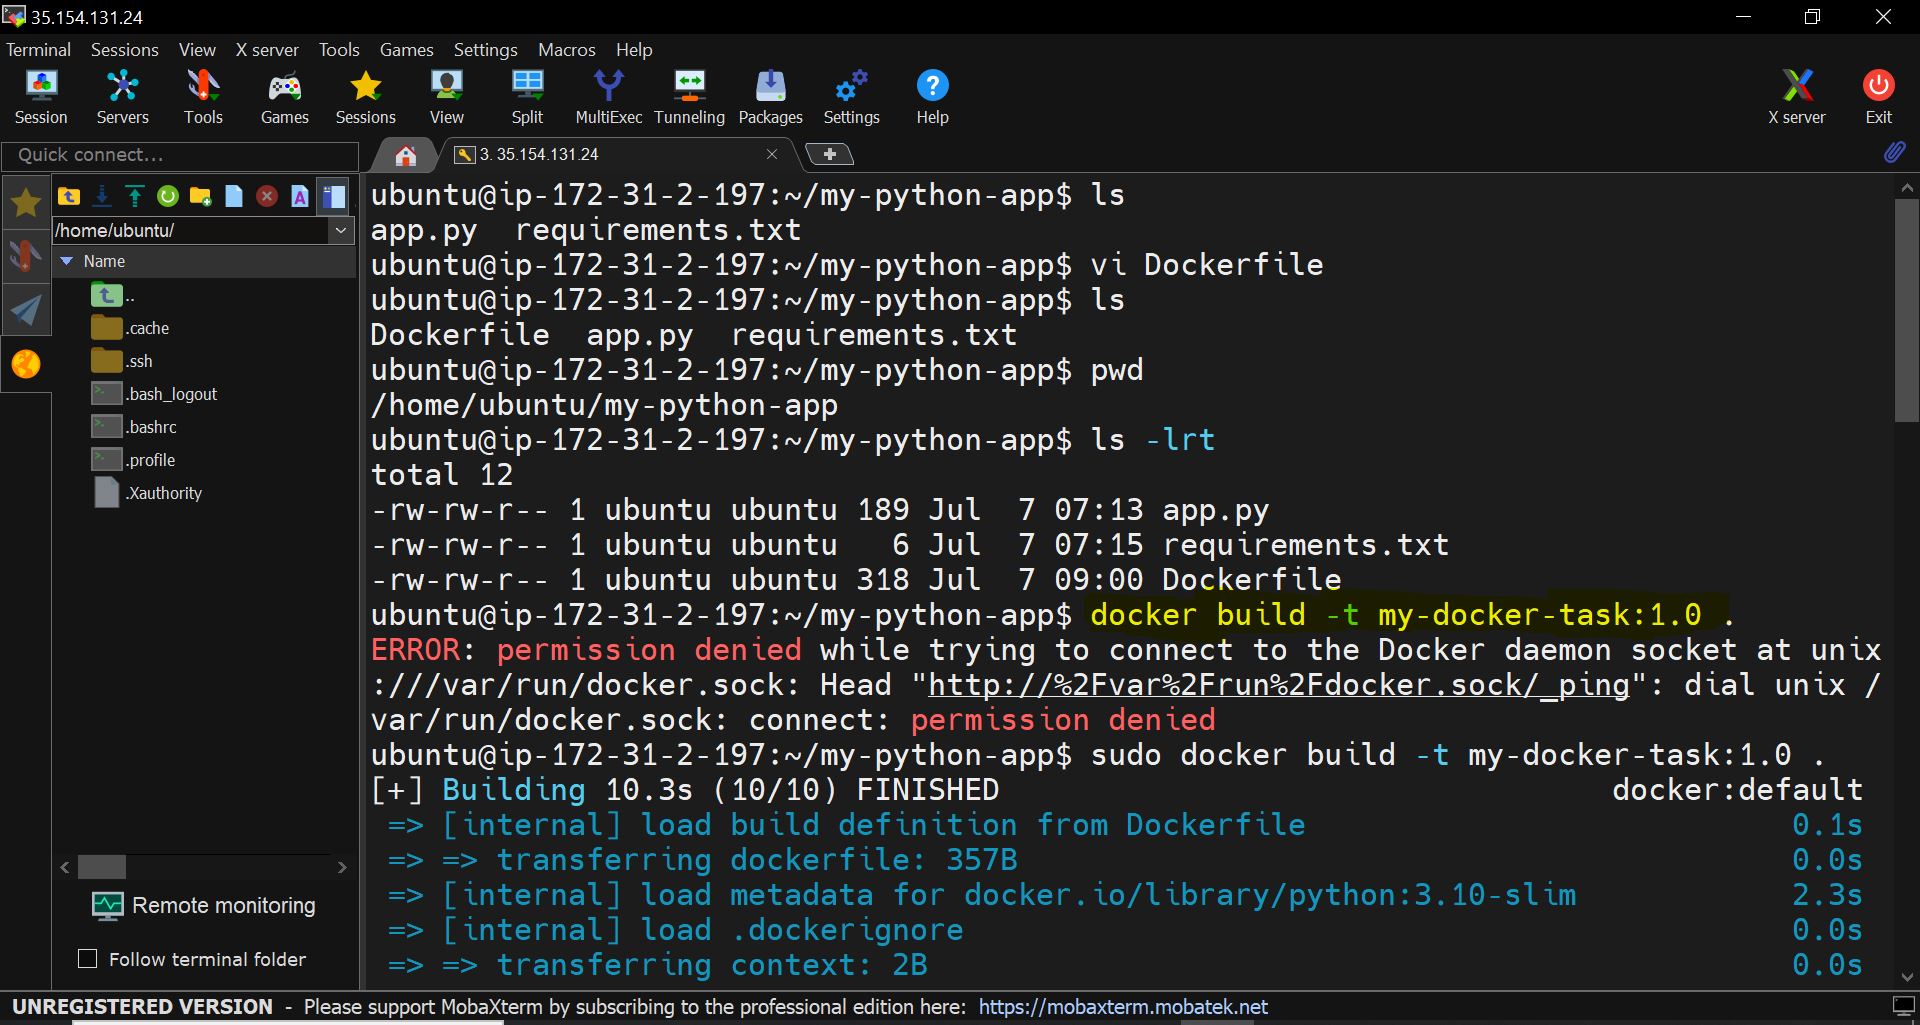 35.154.131.24
Terminal Sessions View X server Tools Games Settings Macros Help
Session Servers Tools Games Sessions View Split MultiExec Tunneling Packages Settings Help X server Exit
Quick connect...
3. 35.154.131.24
/home/ubuntu/
Name
..
.cache
.ssh
.bash_logout
.bashrc
.profile
.Xauthority
Remote monitoring
Follow terminal folder
ubuntu@ip-172-31-2-197:~/my-python-app$ ls
app.py  requirements.txt
ubuntu@ip-172-31-2-197:~/my-python-app$ vi Dockerfile
ubuntu@ip-172-31-2-197:~/my-python-app$ ls
Dockerfile  app.py  requirements.txt
ubuntu@ip-172-31-2-197:~/my-python-app$ pwd
/home/ubuntu/my-python-app
ubuntu@ip-172-31-2-197:~/my-python-app$ ls -lrt
total 12
-rw-rw-r-- 1 ubuntu ubuntu 189 Jul  7 07:13 app.py
-rw-rw-r-- 1 ubuntu ubuntu   6 Jul  7 07:15 requirements.txt
-rw-rw-r-- 1 ubuntu ubuntu 318 Jul  7 09:00 Dockerfile
ubuntu@ip-172-31-2-197:~/my-python-app$ docker build -t my-docker-task:1.0 .
ERROR: permission denied while trying to connect to the Docker daemon socket at unix
:///var/run/docker.sock: Head "http://%2Fvar%2Frun%2Fdocker.sock/_ping": dial unix /
var/run/docker.sock: connect: permission denied
ubuntu@ip-172-31-2-197:~/my-python-app$ sudo docker build -t my-docker-task:1.0 .
[+] Building 10.3s (10/10) FINISHED docker:default
=> [internal] load build definition from Dockerfile 0.1s
=> => transferring dockerfile: 357B 0.0s
=> [internal] load metadata for docker.io/library/python:3.10-slim 2.3s
=> [internal] load .dockerignore 0.0s
=> => transferring context: 2B 0.0s
UNREGISTERED VERSION - Please support MobaXterm by subscribing to the professional edition here: https://mobaxterm.mobatek.net